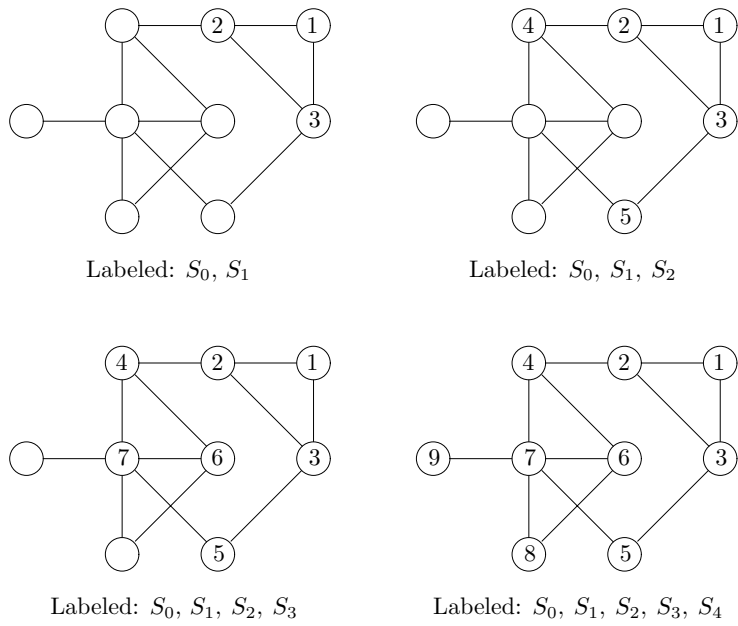 2 1
3
Labeled: S₀, S₁
4 2 1
3
5
Labeled: S₀, S₁, S₂
4 2 1
7 6 3
5
Labeled: S₀, S₁, S₂, S₃
4 2 1
9 7 6 3
8 5
Labeled: S₀, S₁, S₂, S₃, S₄